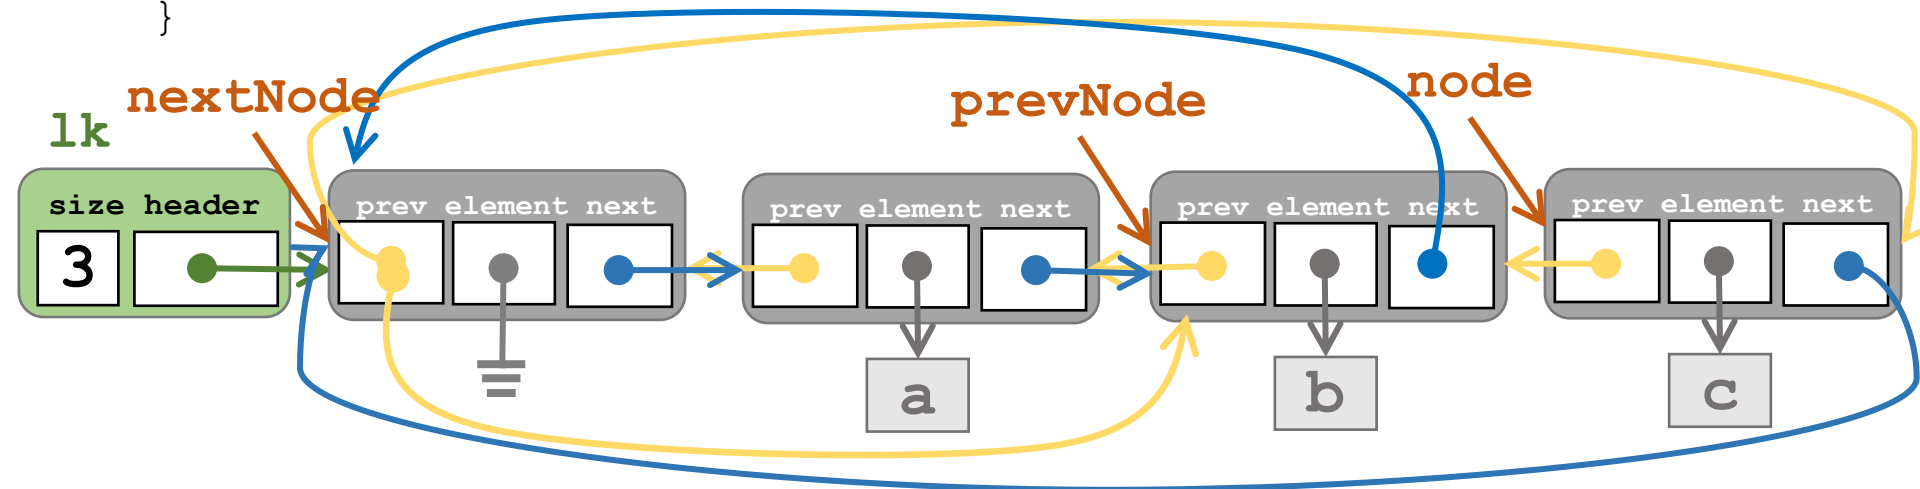 }
nextNode
prevNode
node
lk
size header
3
prev element next
prev element next
prev element next
prev element next
a
b
c